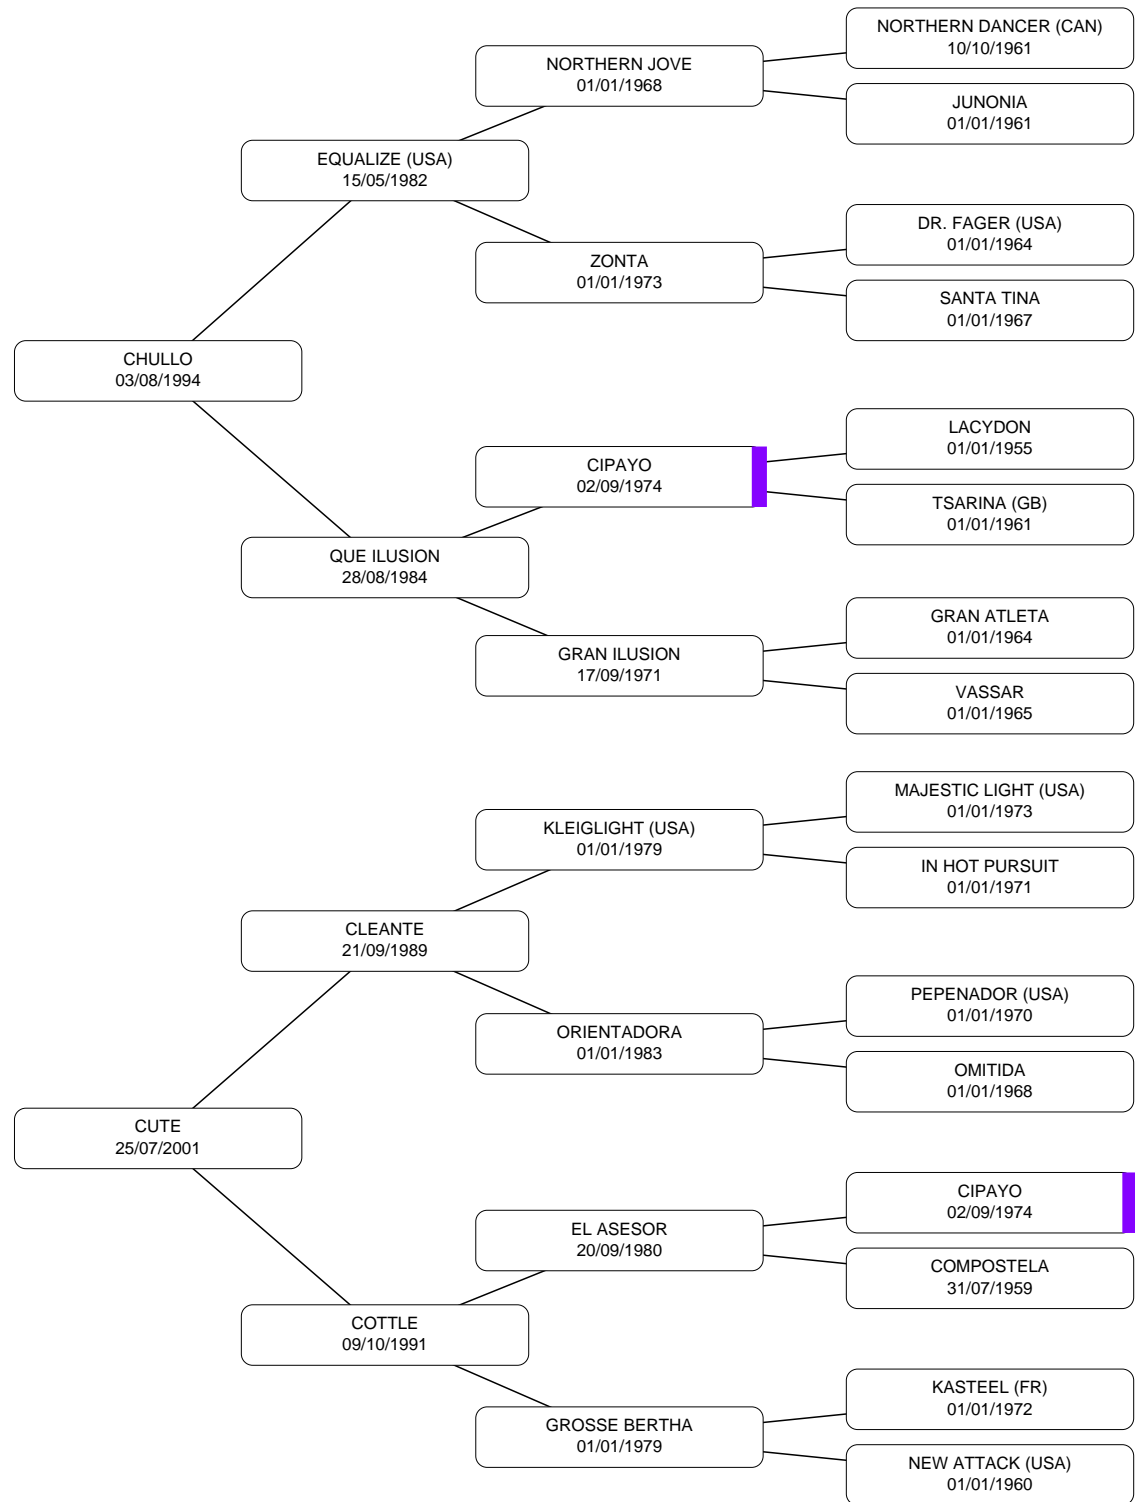 NORTHERN DANCER (CAN)
10/10/1961
NORTHERN JOVE
01/01/1968
JUNONIA
01/01/1961
EQUALIZE (USA)
15/05/1982
DR. FAGER (USA)
01/01/1964
ZONTA
01/01/1973
SANTA TINA
01/01/1967
CHULLO
03/08/1994
LACYDON
01/01/1955
CIPAYO
02/09/1974
TSARINA (GB)
01/01/1961
QUE ILUSION
28/08/1984
GRAN ATLETA
01/01/1964
GRAN ILUSION
17/09/1971
VASSAR
01/01/1965
MAJESTIC LIGHT (USA)
01/01/1973
KLEIGLIGHT (USA)
01/01/1979
IN HOT PURSUIT
01/01/1971
CLEANTE
21/09/1989
PEPENADOR (USA)
01/01/1970
ORIENTADORA
01/01/1983
OMITIDA
01/01/1968
CUTE
25/07/2001
CIPAYO
02/09/1974
EL ASESOR
20/09/1980
COMPOSTELA
31/07/1959
COTTLE
09/10/1991
KASTEEL (FR)
01/01/1972
GROSSE BERTHA
01/01/1979
NEW ATTACK (USA)
01/01/1960